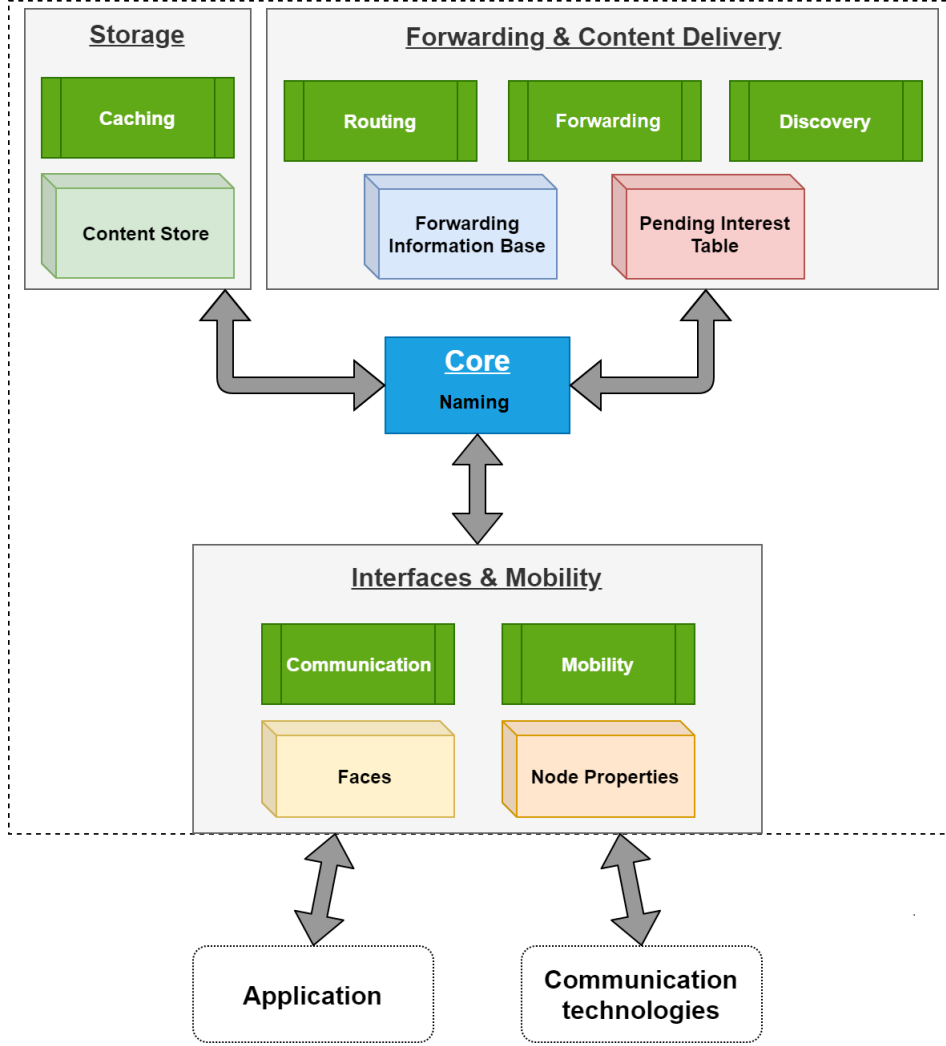 Storage
Forwarding & Content Delivery
Caching
Routing
Forwarding
Discovery
Content Store
Forwarding
Information Base
Pending Interest
Table
Core
Naming
Interfaces & Mobility
Communication
Mobility
Faces
Node Properties
Application
Communication
technologies